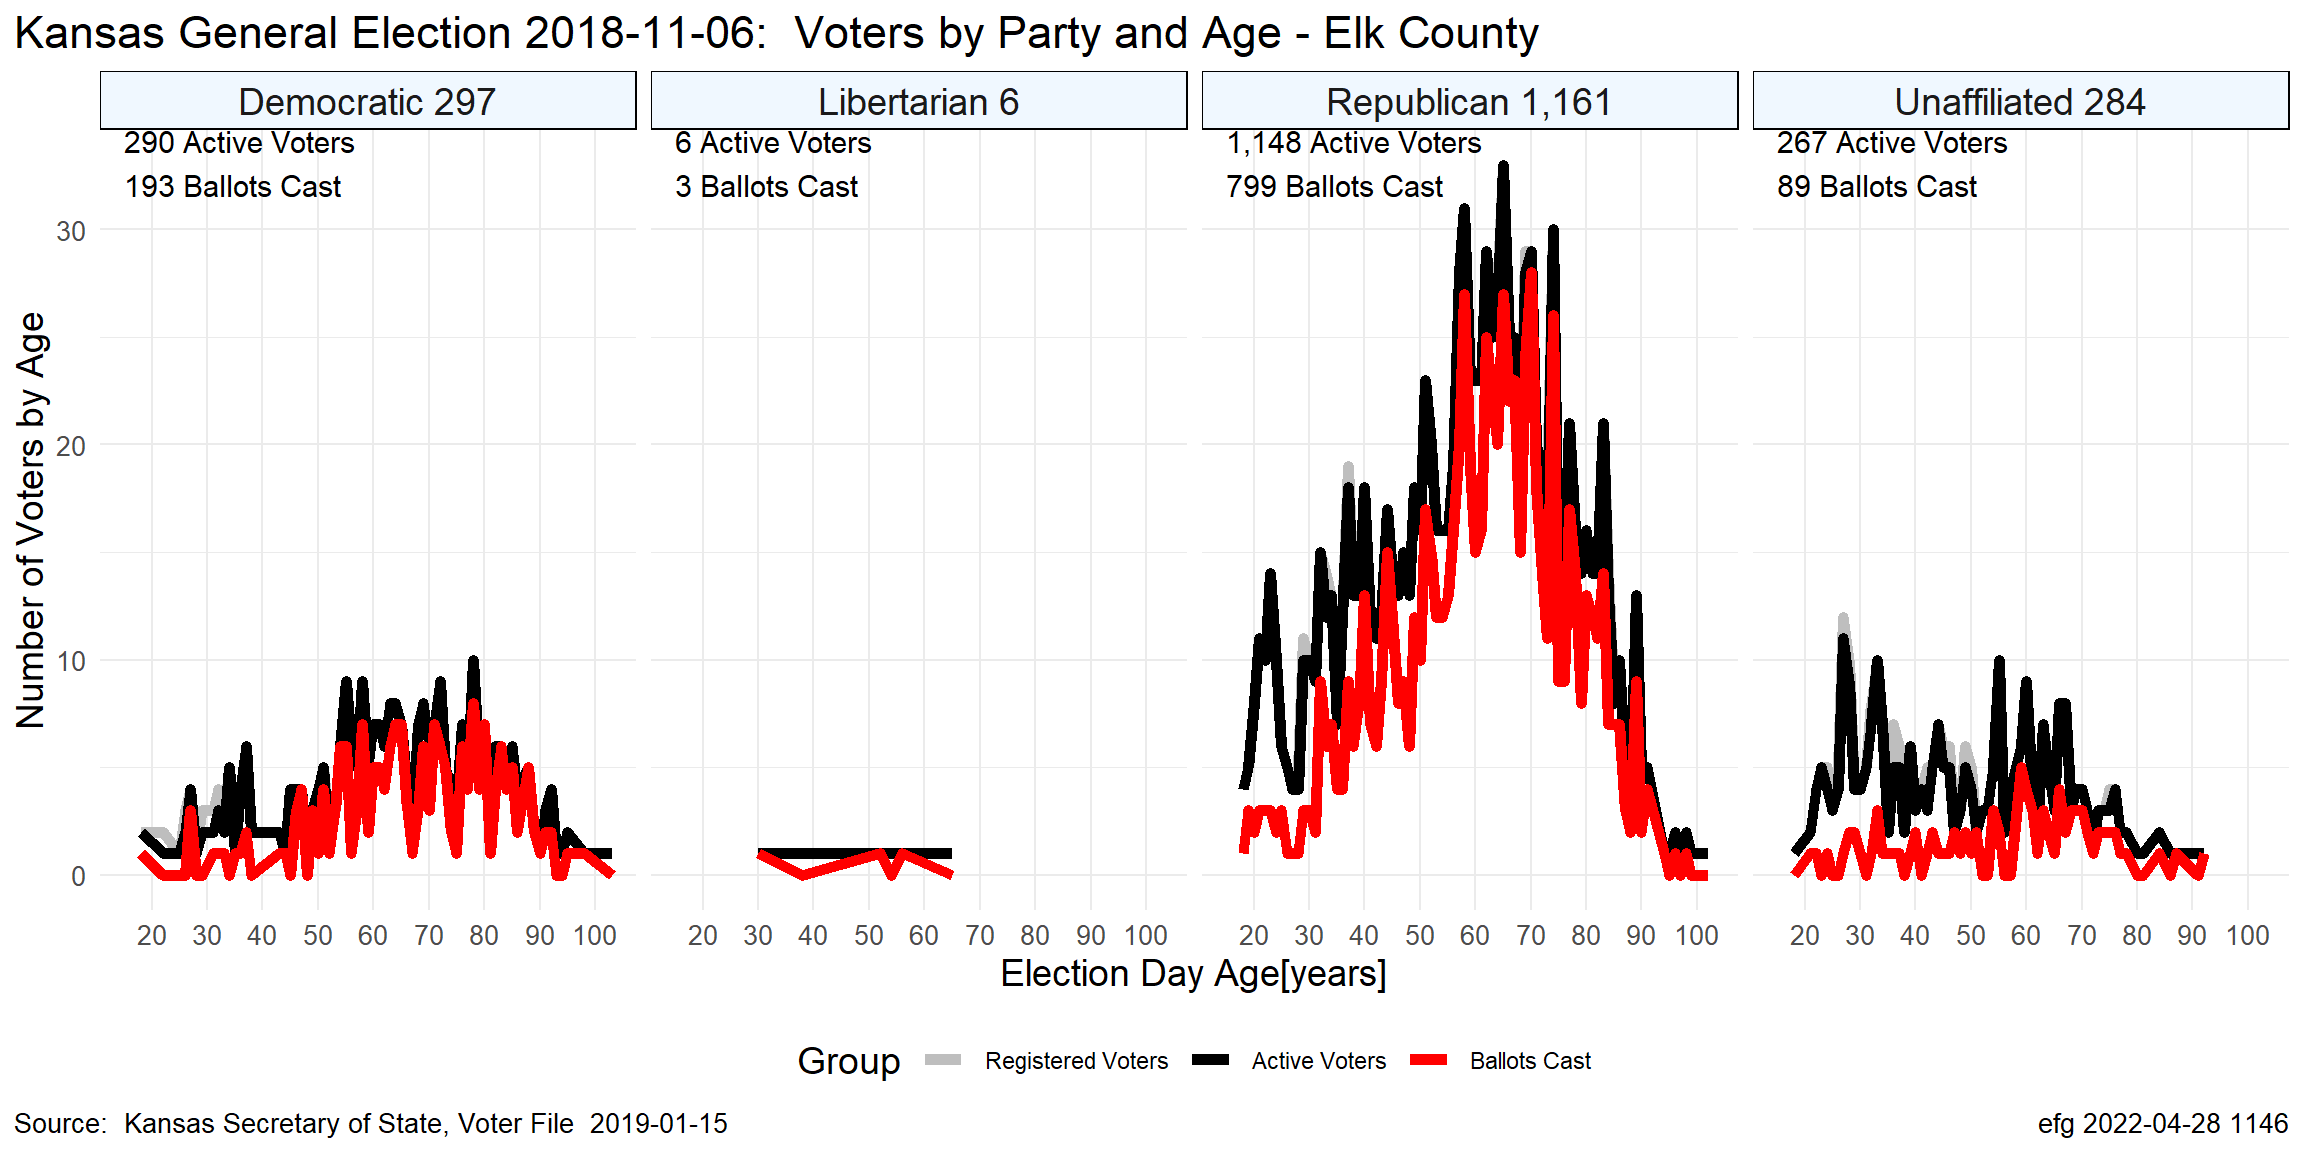 Kansas General Election 2018-11-06:  Voters by Party and Age - Elk County
Democratic 297
Libertarian 6
Republican 1,161
Unaffiliated 284
290 Active Voters
193 Ballots Cast
6 Active Voters
3 Ballots Cast
1,148 Active Voters
799 Ballots Cast
267 Active Voters
89 Ballots Cast
Number of Voters by Age
30
20
10
0
20 30 40 50 60 70 80 90 100
20 30 40 50 60 70 80 90 100
20 30 40 50 60 70 80 90 100
20 30 40 50 60 70 80 90 100
Election Day Age[years]
Group Registered Voters Active Voters Ballots Cast
Source:  Kansas Secretary of State, Voter File  2019-01-15
efg 2022-04-28 1146